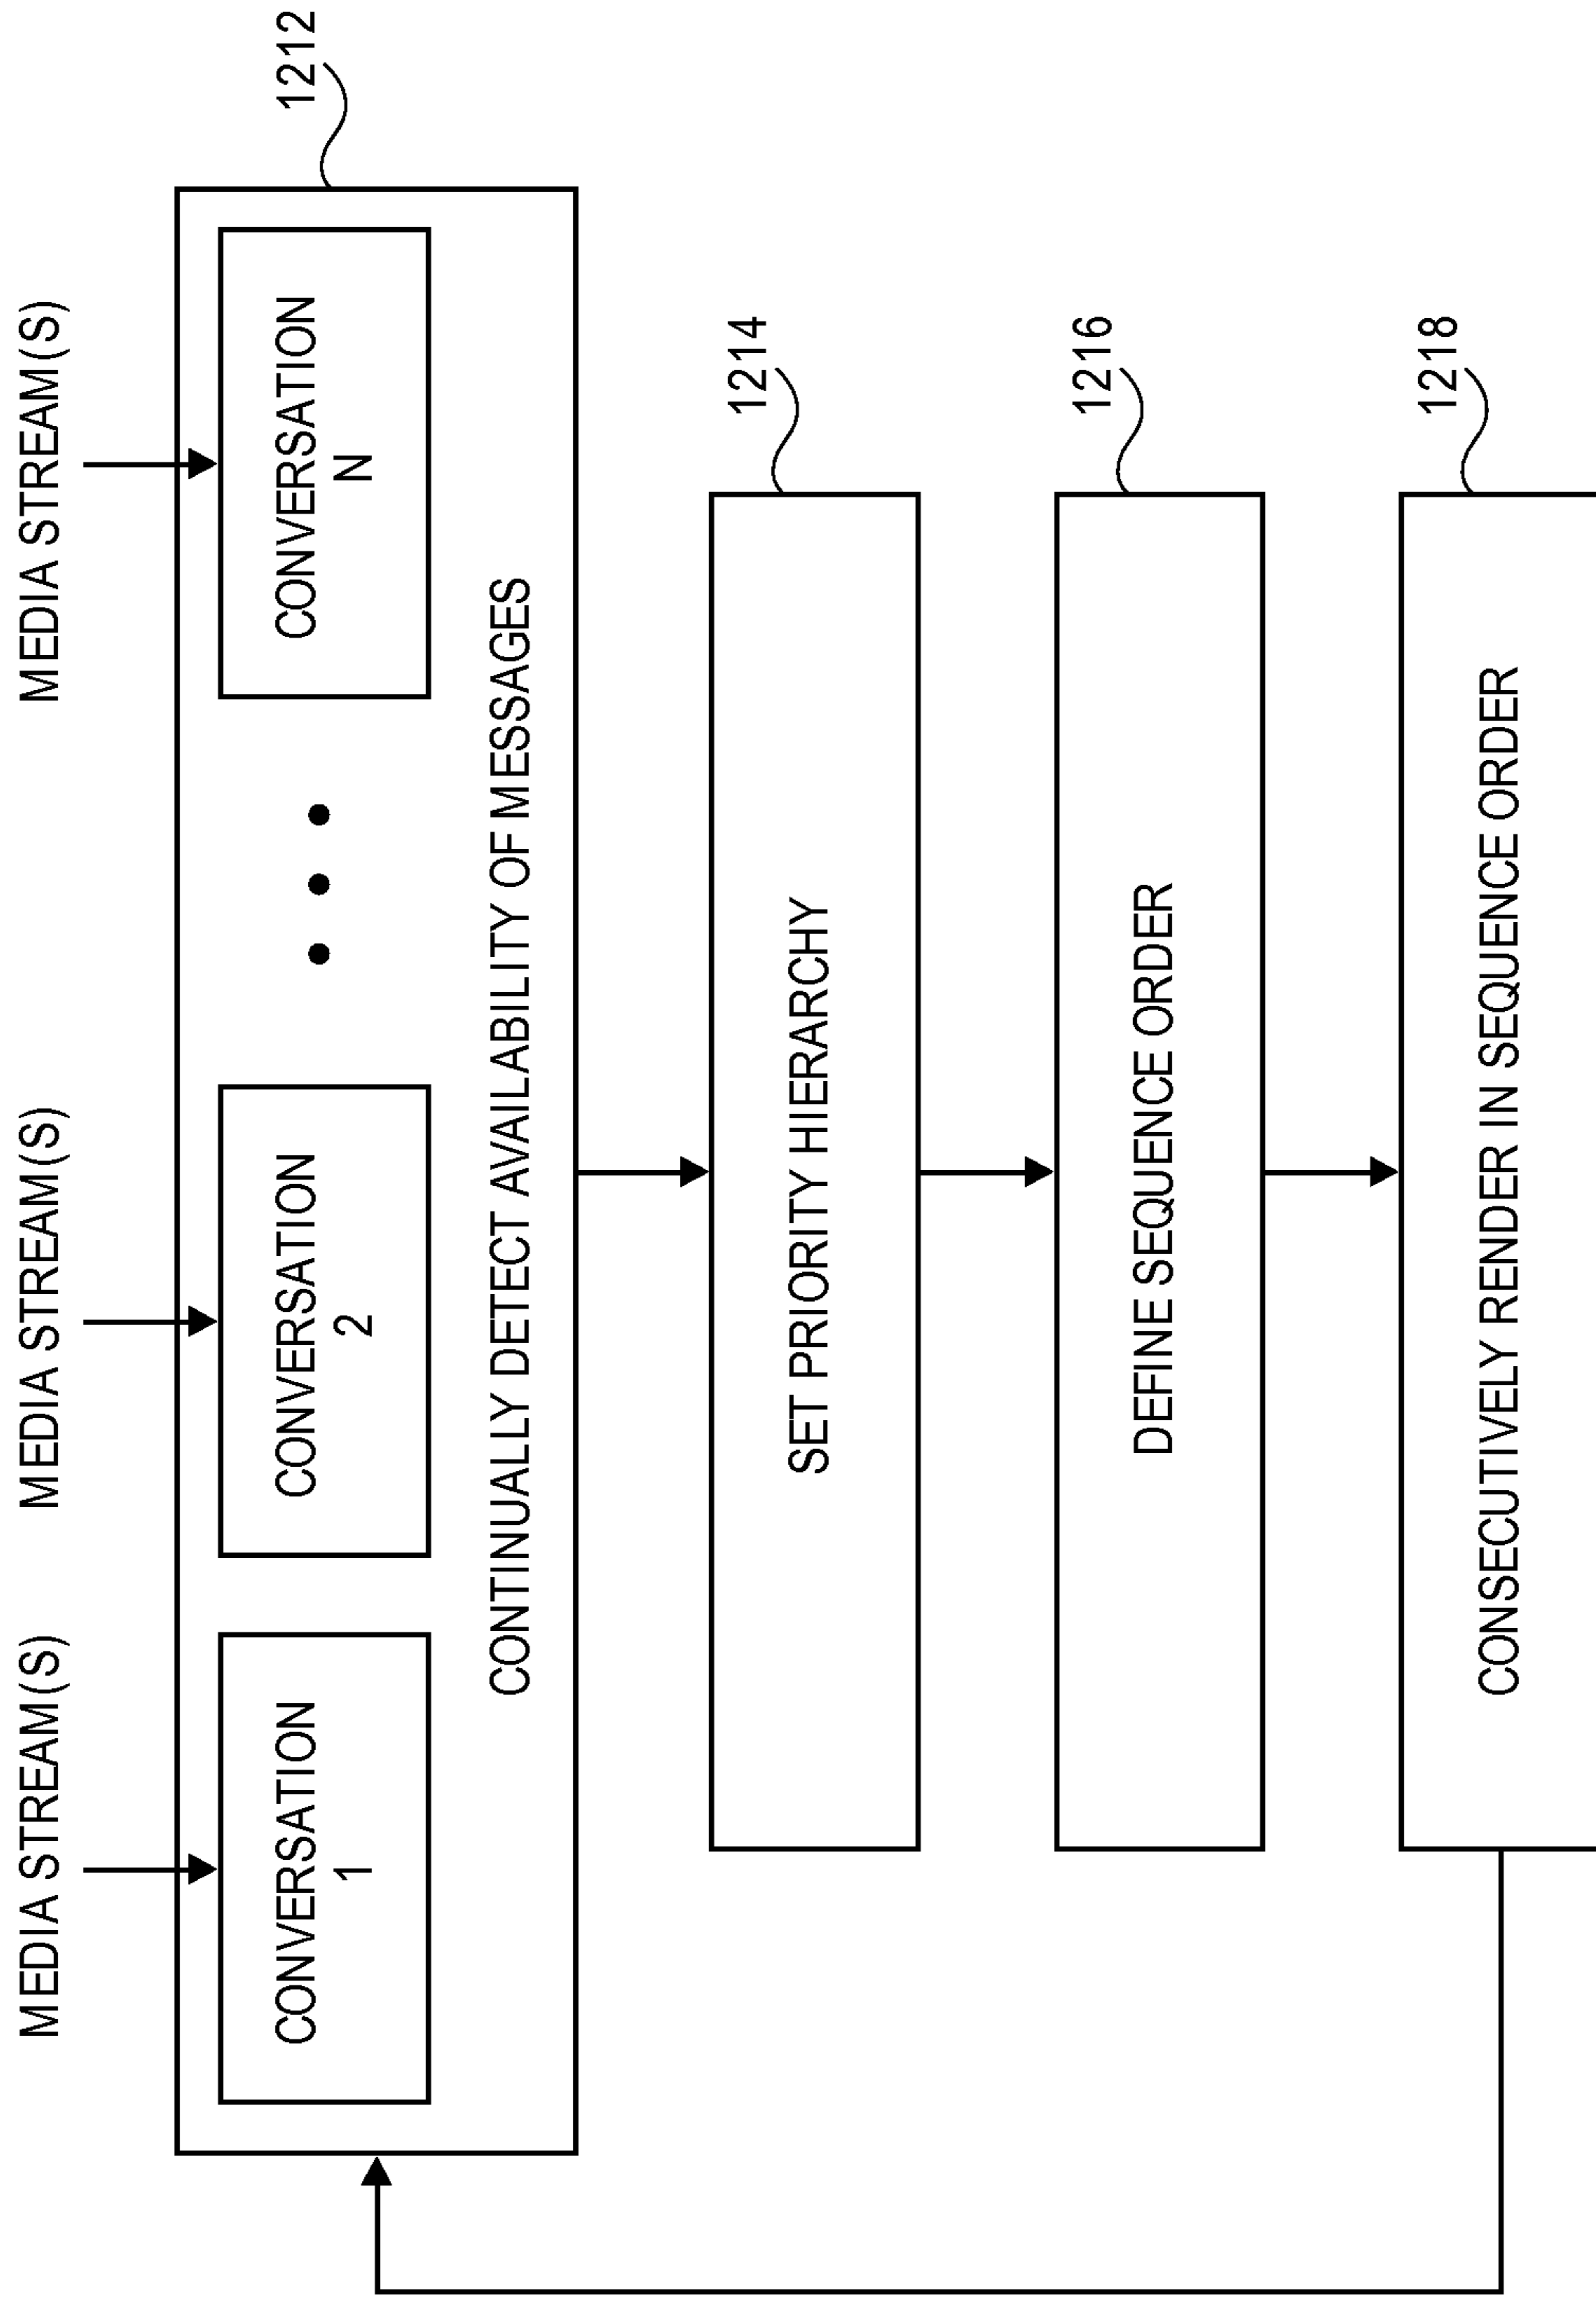 MEDIA STREAM(S)
MEDIA STREAM(S)
MEDIA STREAM(S)
1212
CONVERSATION
1
CONVERSATION
2
CONVERSATION
N
CONTINUALLY DETECT AVAILABILITY OF MESSAGES
1214
SET PRIORITY HIERARCHY
1216
DEFINE SEQUENCE ORDER
1218
CONSECUTIVELY RENDER IN SEQUENCE ORDER